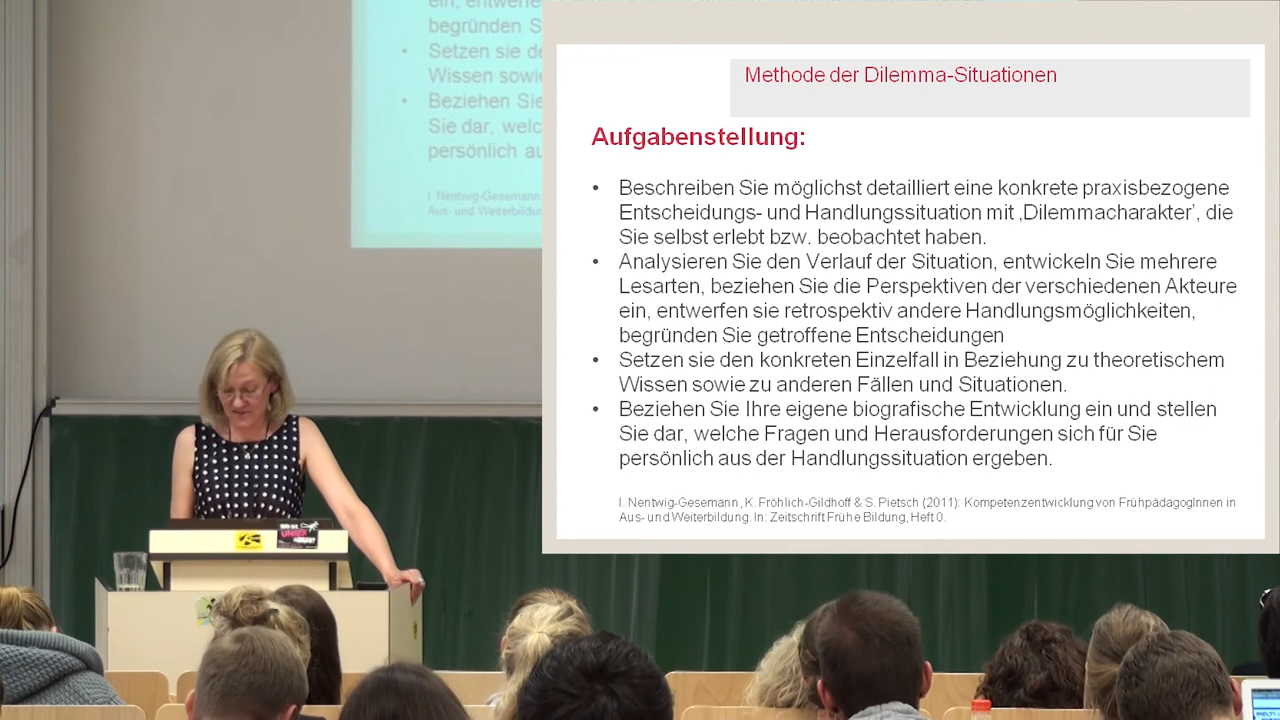 ein, entwerfe
begründen S
• Setzen sie de
Wissen sowie
• Beziehen Sie
Sie dar, welc
persönlich au
I. Nentwig-Gesemann,
Aus- und Weiterbildun
Methode der Dilemma-Situationen
Aufgabenstellung:
• Beschreiben Sie möglichst detailliert eine konkrete praxisbezogene
Entscheidungs- und Handlungssituation mit ‚Dilemmacharakter', die
Sie selbst erlebt bzw. beobachtet haben.
• Analysieren Sie den Verlauf der Situation, entwickeln Sie mehrere
Lesarten, beziehen Sie die Perspektiven der verschiedenen Akteure
ein, entwerfen sie retrospektiv andere Handlungsmöglichkeiten,
begründen Sie getroffene Entscheidungen
• Setzen sie den konkreten Einzelfall in Beziehung zu theoretischem
Wissen sowie zu anderen Fällen und Situationen.
• Beziehen Sie Ihre eigene biografische Entwicklung ein und stellen
Sie dar, welche Fragen und Herausforderungen sich für Sie
persönlich aus der Handlungssituation ergeben.
I. Nentwig-Gesemann, K. Fröhlich-Gildhoff & S. Pietsch (2011): Kompetenzentwicklung von FrühpädagogInnen in
Aus- und Weiterbildung. In: Zeitschrift Frühe Bildung, Heft 0.
UNSER